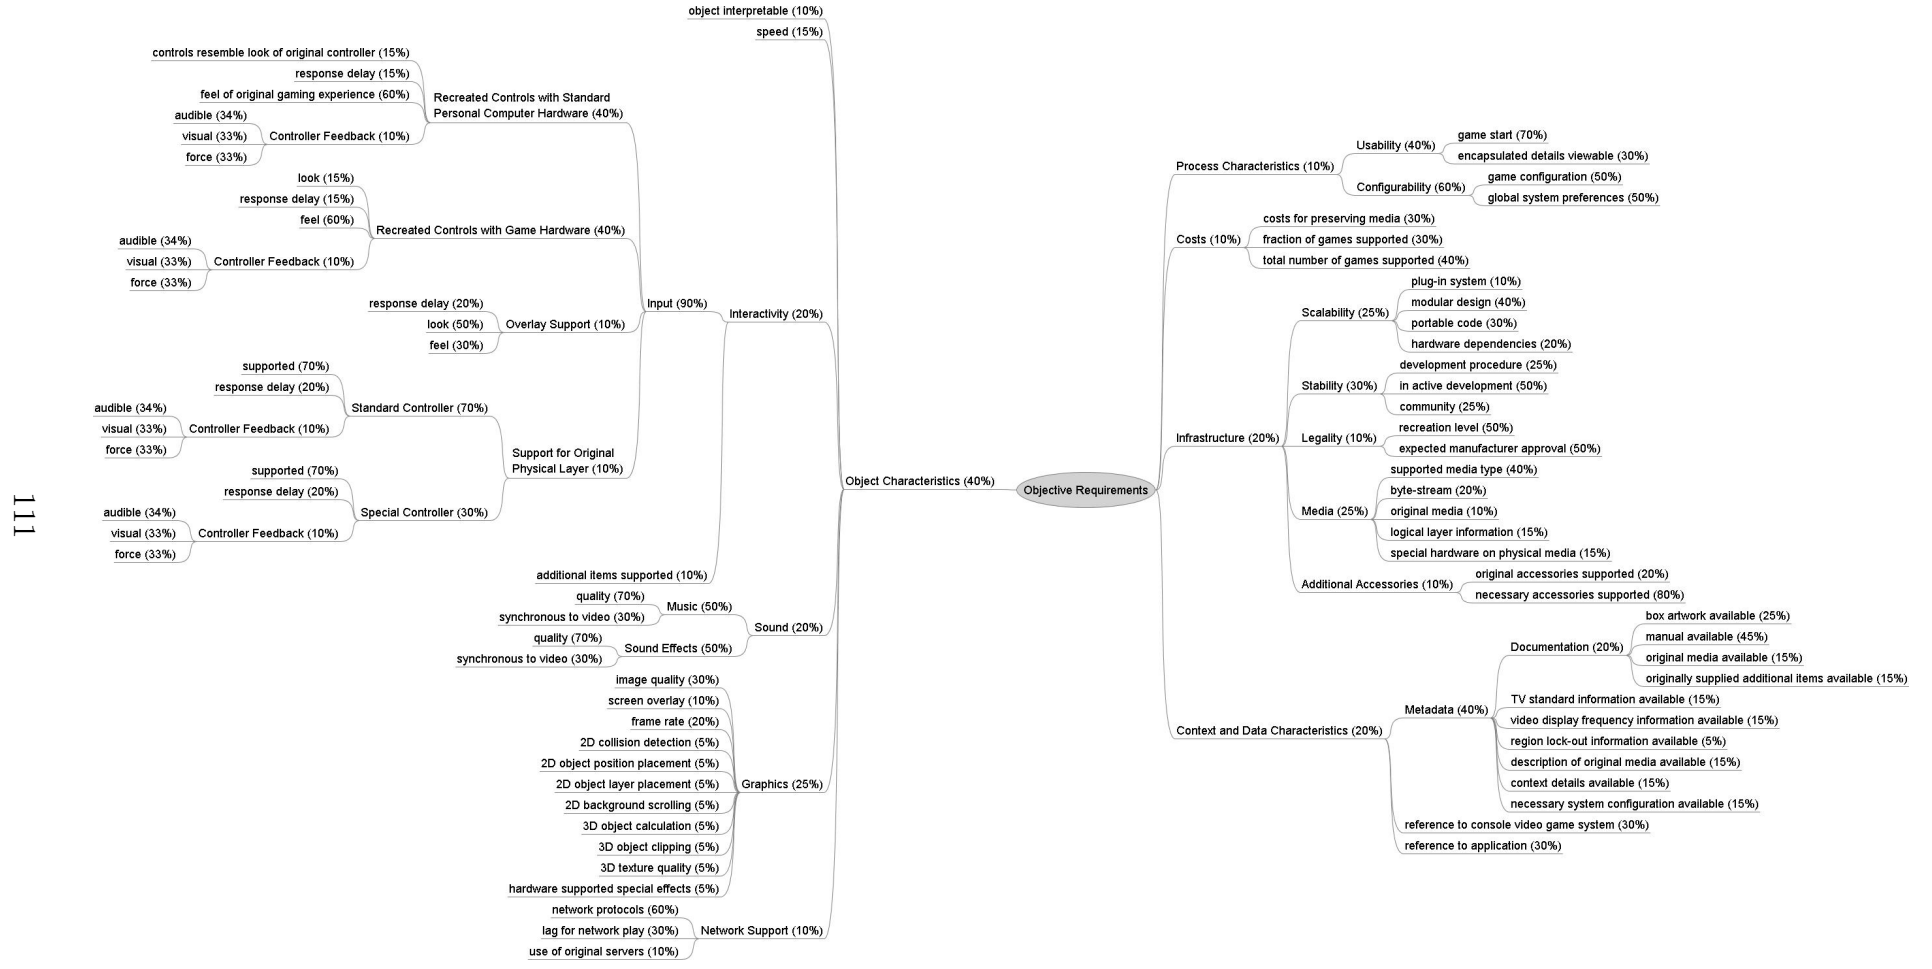 object interpretable (10%)
speed (15%)
controls resemble look of original controller (15%)
response delay (15%)
feel of original gaming experience (60%)
audible (34%)
visual (33%)
force (33%)
Controller Feedback (10%)
Recreated Controls with Standard
Personal Computer Hardware (40%)
look (15%)
response delay (15%)
feel (60%)
audible (34%)
visual (33%)
force (33%)
Controller Feedback (10%)
Recreated Controls with Game Hardware (40%)
response delay (20%)
look (50%)
feel (30%)
Overlay Support (10%)
Input (90%)
Interactivity (20%)
supported (70%)
response delay (20%)
audible (34%)
visual (33%)
force (33%)
Controller Feedback (10%)
Standard Controller (70%)
Support for Original
Physical Layer (10%)
supported (70%)
response delay (20%)
audible (34%)
visual (33%)
force (33%)
Controller Feedback (10%)
Special Controller (30%)
additional items supported (10%)
quality (70%)
synchronous to video (30%)
Music (50%)
quality (70%)
synchronous to video (30%)
Sound Effects (50%)
Sound (20%)
image quality (30%)
screen overlay (10%)
frame rate (20%)
2D collision detection (5%)
2D object position placement (5%)
2D object layer placement (5%)
2D background scrolling (5%)
3D object calculation (5%)
3D object clipping (5%)
3D texture quality (5%)
hardware supported special effects (5%)
Graphics (25%)
network protocols (60%)
lag for network play (30%)
use of original servers (10%)
Network Support (10%)
Object Characteristics (40%)
Objective Requirements
Process Characteristics (10%)
Usability (40%)
game start (70%)
encapsulated details viewable (30%)
Configurability (60%)
game configuration (50%)
global system preferences (50%)
Costs (10%)
costs for preserving media (30%)
fraction of games supported (30%)
total number of games supported (40%)
Infrastructure (20%)
Scalability (25%)
plug-in system (10%)
modular design (40%)
portable code (30%)
hardware dependencies (20%)
Stability (30%)
development procedure (25%)
in active development (50%)
community (25%)
Legality (10%)
recreation level (50%)
expected manufacturer approval (50%)
Media (25%)
supported media type (40%)
byte-stream (20%)
original media (10%)
logical layer information (15%)
special hardware on physical media (15%)
Additional Accessories (10%)
original accessories supported (20%)
necessary accessories supported (80%)
Context and Data Characteristics (20%)
Metadata (40%)
Documentation (20%)
box artwork available (25%)
manual available (45%)
original media available (15%)
originally supplied additional items available (15%)
TV standard information available (15%)
video display frequency information available (15%)
region lock-out information available (5%)
description of original media available (15%)
context details available (15%)
necessary system configuration available (15%)
reference to console video game system (30%)
reference to application (30%)
111